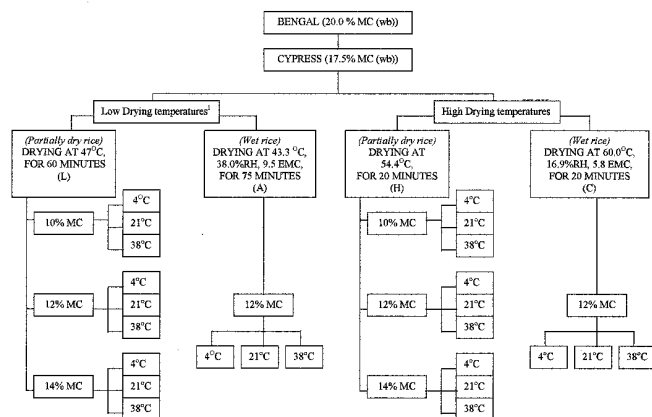 BENGAL (20.0 % MC (wb))
CYPRESS (17.5% MC (wb))
Low Drying temperatures¹
High Drying temperatures
(Partially dry rice)
DRYING AT 47°C,
FOR 60 MINUTES
(L)
(Wet rice)
DRYING AT 43.3 °C,
38.0%RH, 9.5 EMC,
FOR 75 MINUTES
(A)
(Partially dry rice)
DRYING AT
54.4°C,
FOR 20 MINUTES
(H)
(Wet rice)
DRYING AT 60.0°C,
16.9%RH, 5.8 EMC,
FOR 20 MINUTES
(C)
10% MC
4°C
21°C
38°C
12% MC
4°C
21°C
38°C
14% MC
4°C
21°C
38°C
12% MC
4°C
21°C
38°C
10% MC
4°C
21°C
38°C
12% MC
4°C
21°C
38°C
14% MC
4°C
21°C
38°C
12% MC
4°C
21°C
38°C